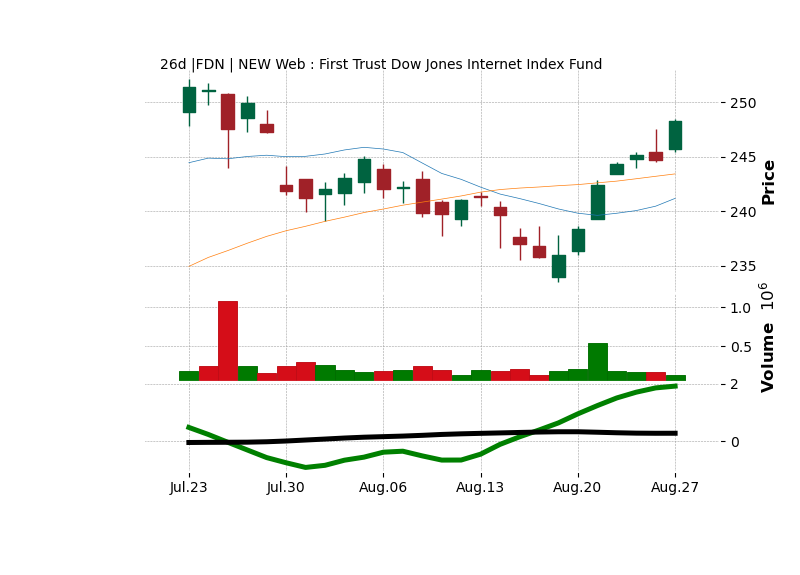 26d |FDN | NEW Web : First Trust Dow Jones Internet Index Fund
250
245
240
235
Price
1.0
0.5
Volume 10^6
2
0
Jul.23 Jul.30 Aug.06 Aug.13 Aug.20 Aug.27